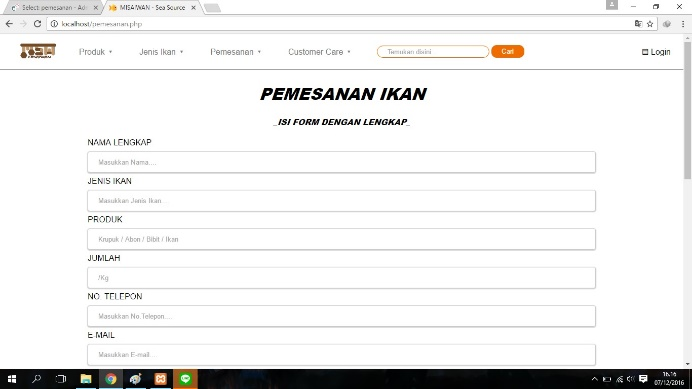 Select: pemesanan - Adm
MISAIWAN - Sea Source
localhost/pemesanan.php
Produk
Jenis Ikan
Pemesanan
Customer Care
Temukan disini
Cari
Login
PEMESANAN IKAN
_ISI FORM DENGAN LENGKAP_
NAMA LENGKAP
Masukkan Nama....
JENIS IKAN
Masukkan Jenis Ikan....
PRODUK
Krupuk / Abon / Bibit / Ikan
JUMLAH
/Kg
NO. TELEPON
Masukkan No.Telepon....
E-MAIL
Masukkan E-mail....
16.16
07/12/2016